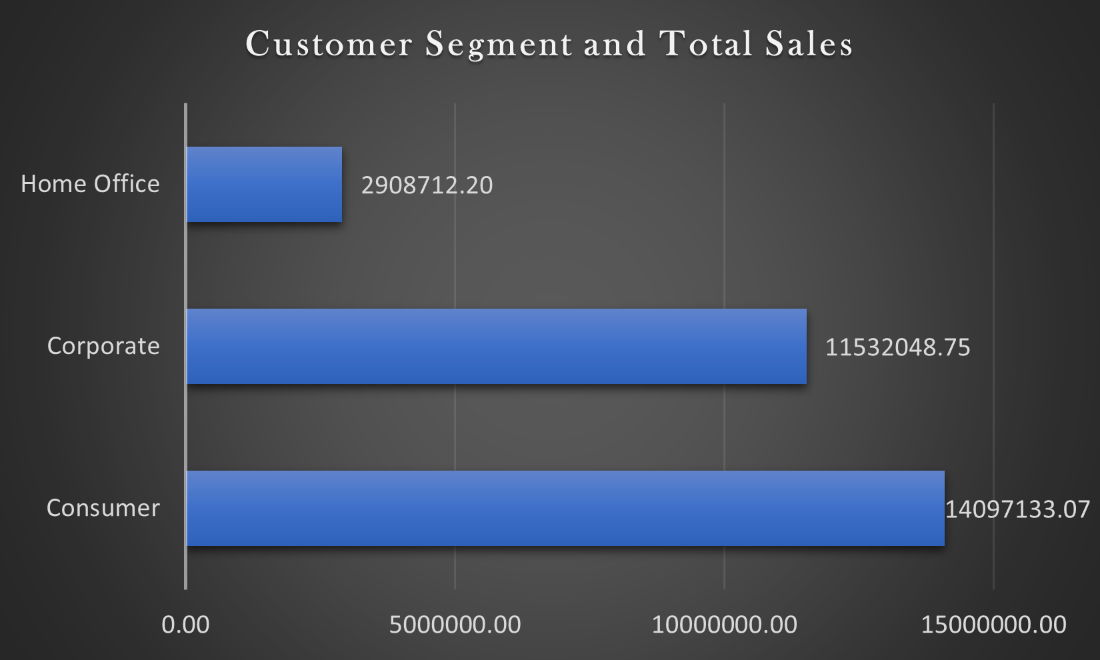 Customer Segment and Total Sales
Home Office
2908712.20
Corporate
11532048.75
Consumer
14097133.07
0.00
5000000.00
10000000.00
15000000.00